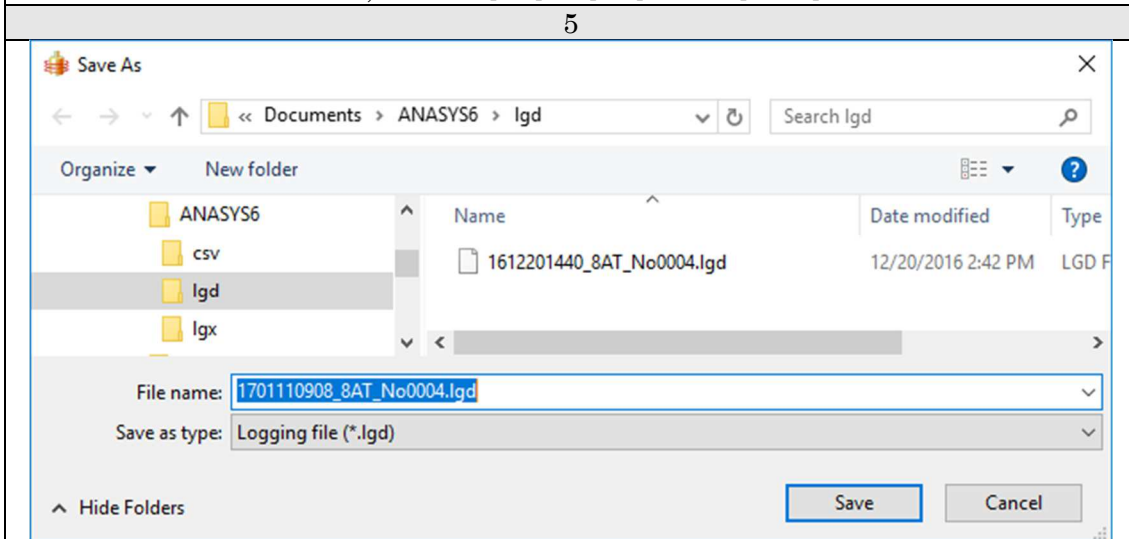 5
Save As
« Documents > ANASYS6 > lgd
Search lgd
Organize
New folder
ANASYS6
csv
lgd
lgx
Name
Date modified
Type
1612201440_8AT_No0004.lgd
12/20/2016 2:42 PM
LGD F
File name: 1701110908_8AT_No0004.lgd
Save as type: Logging file (*.lgd)
Hide Folders
Save
Cancel